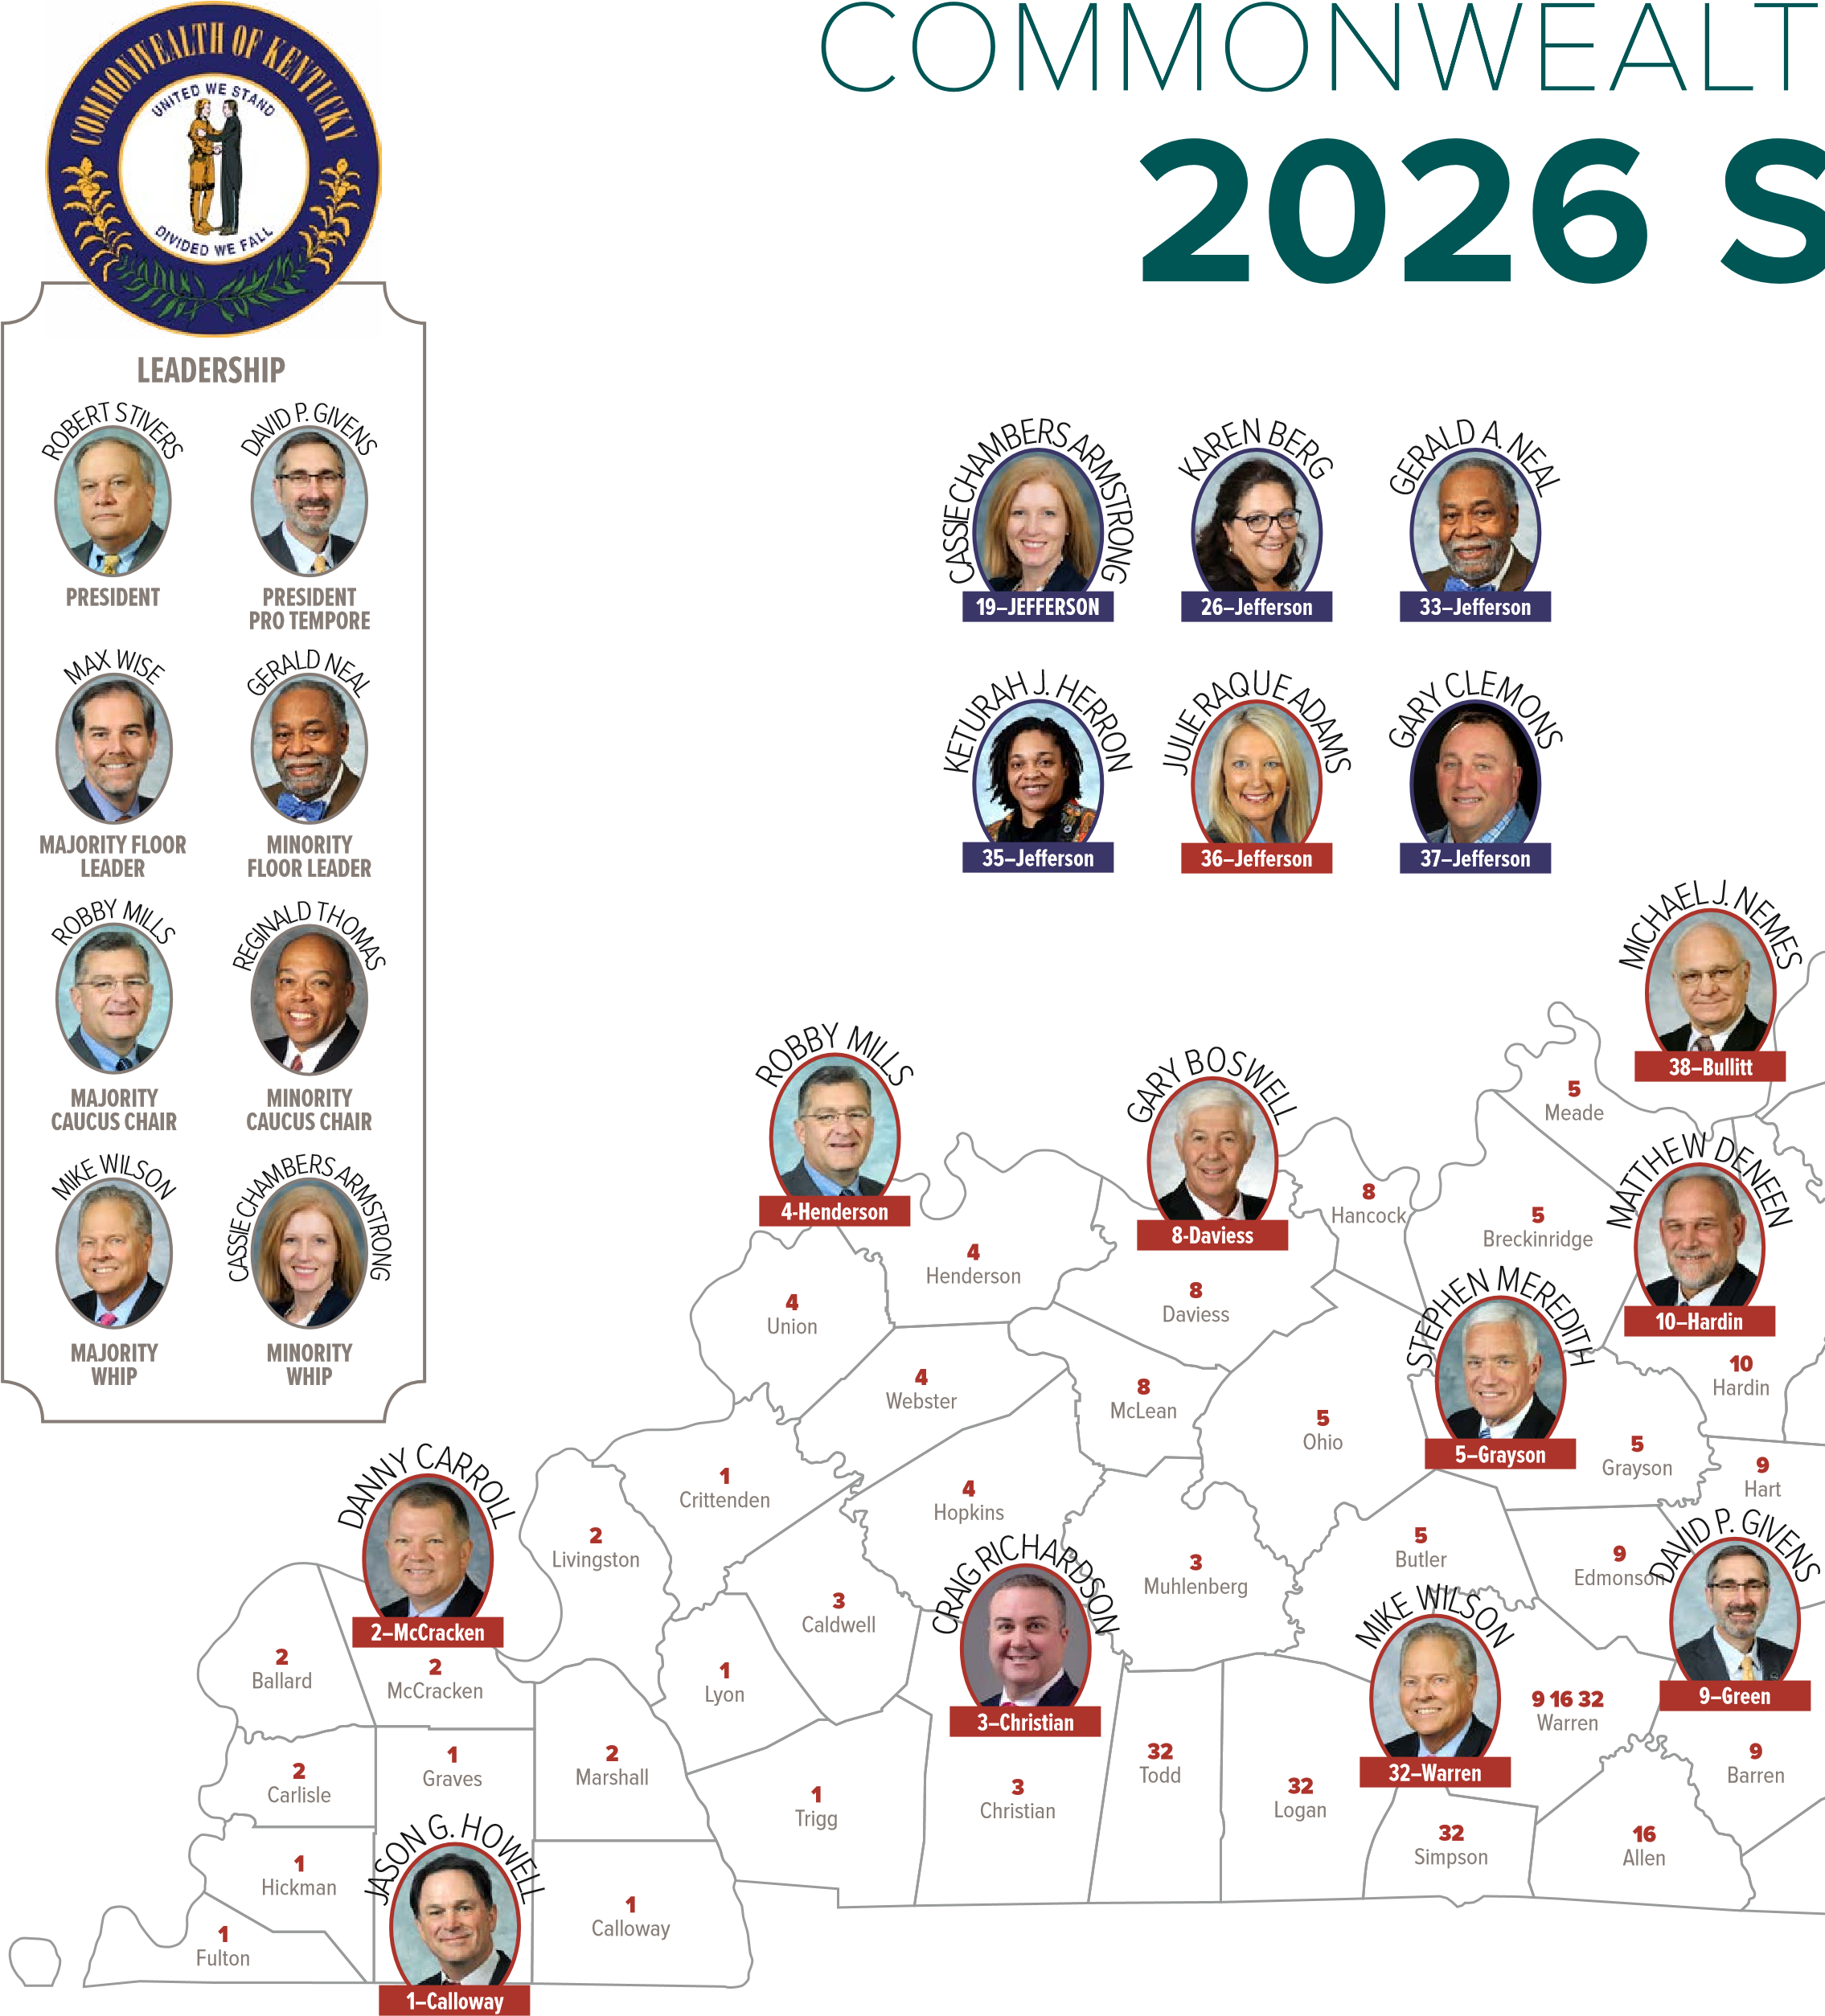 COMMONWEALTH OF KENTUCKY
UNITED WE STAND
DIVIDED WE FALL
COMMONWEALT
2026 S
LEADERSHIP
ROBERT STIVERS
PRESIDENT
DAVID P. GIVENS
PRESIDENT
PRO TEMPORE
MAX WISE
MAJORITY FLOOR
LEADER
GERALD NEAL
MINORITY
FLOOR LEADER
ROBBY MILLS
MAJORITY
CAUCUS CHAIR
REGINALD THOMAS
MINORITY
CAUCUS CHAIR
MIKE WILSON
MAJORITY
WHIP
CASSIE CHAMBERS ARMSTRONG
MINORITY
WHIP
CASSIE CHAMBERS ARMSTRONG
19–JEFFERSON
KAREN BERG
26–Jefferson
GERALD A. NEAL
33–Jefferson
KETURAH J. HERRON
35–Jefferson
JULIE RAQUE ADAMS
36–Jefferson
GARY CLEMONS
37–Jefferson
MICHAEL J. NEMES
38–Bullitt
ROBBY MILLS
4-Henderson
GARY BOSWELL
8-Daviess
5
Meade
MATTHEW DENEEN
10–Hardin
8
Hancock
5
Breckinridge
4
Henderson
8
Daviess
4
Union
STEPHEN MEREDITH
5–Grayson
10
Hardin
4
Webster
8
McLean
5
Ohio
5
Grayson
9
Hart
DANNY CARROLL
2–McCracken
1
Crittenden
4
Hopkins
2
Livingston
CRAIG RICHARDSON
3–Christian
3
Muhlenberg
5
Butler
9
Edmonson
DAVID P. GIVENS
9–Green
3
Caldwell
MIKE WILSON
32–Warren
2
Ballard
2
McCracken
1
Lyon
9 16 32
Warren
2
Carlisle
1
Graves
2
Marshall
1
Trigg
3
Christian
32
Todd
32
Logan
9
Barren
32
Simpson
16
Allen
1
Hickman
JASON G. HOWELL
1–Calloway
1
Calloway
1
Fulton